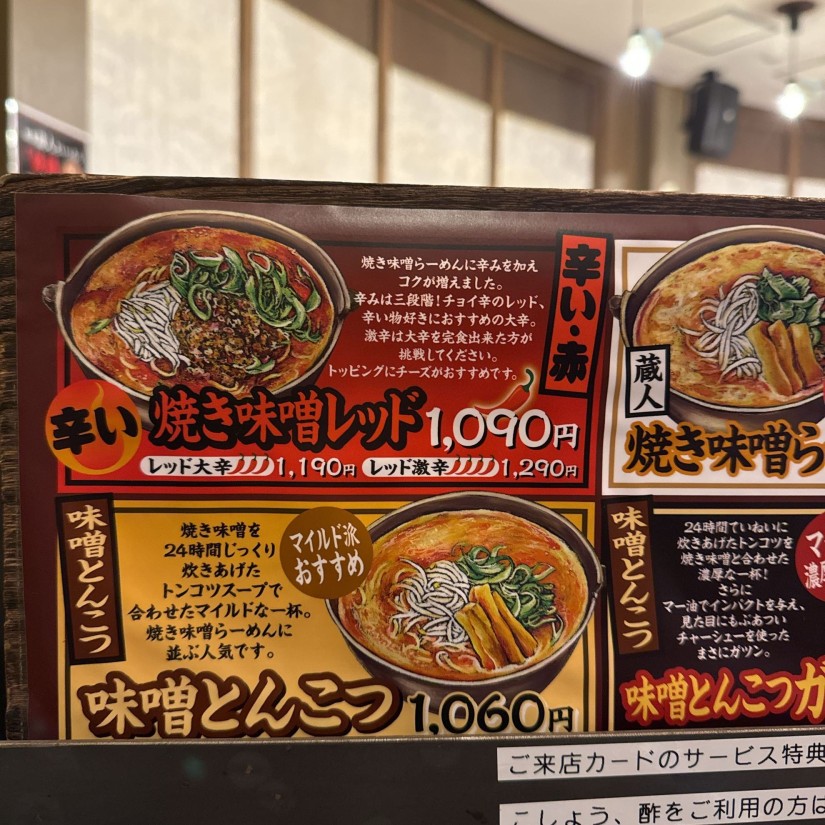 焼き味噌らーめんに辛みを加え
コクが増えました。
辛みは三段階!チョイ辛のレッド、
辛い物好きにおすすめの大辛。
激辛は大辛を完食出来た方が
挑戦してください。
トッピングにチーズがおすすめです。
辛い・赤
辛い
焼き味噌レッド 1,090円
レッド大辛 1,190円 レッド激辛 1,290円
蔵人
焼き味噌ら
味噌とんこつ
焼き味噌を
24時間じっくり
炊きあげた
トンコツスープで
合わせたマイルドな一杯。
焼き味噌らーめんに
並ぶ人気です。
マイルド派
おすすめ
味噌とんこつ 1,060円
味噌とんこつ
24時間ていねいに
炊きあげたトンコツを
焼き味噌と合わせた
濃厚な一杯!
さらに
マー油でインパクトを与え、
見た目にもぶあつい
チャーシューを使った
まさにガツン。
マ
濃厚
味噌とんこつガ
ご来店カードのサービス特典
こしょう、酢をご利用の方は